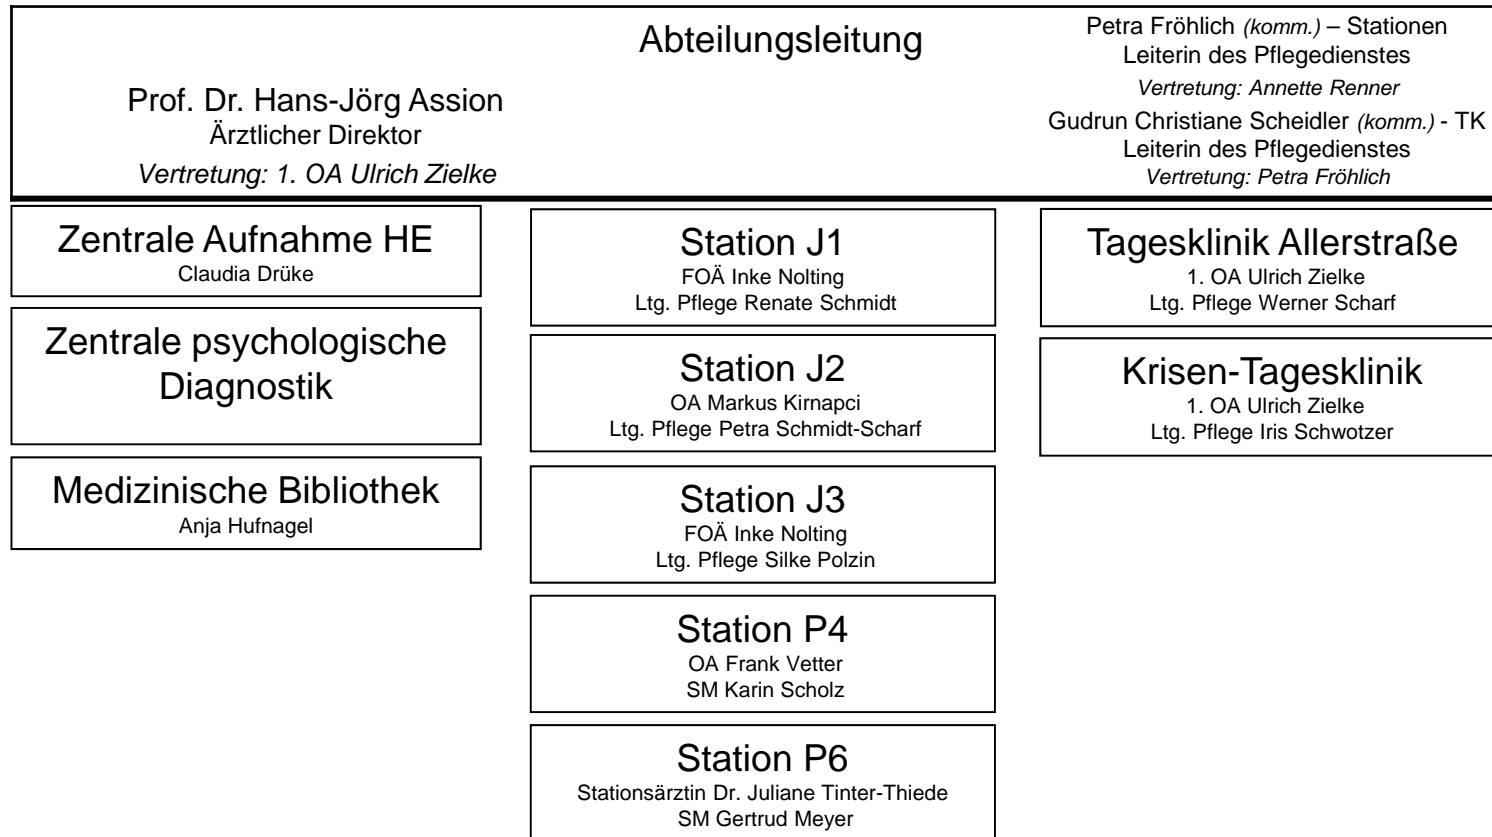 Abteilungsleitung
Prof. Dr. Hans-Jörg Assion
Ärztlicher Direktor
Vertretung: 1. OA Ulrich Zielke
Petra Fröhlich (komm.) – Stationen
Leiterin des Pflegedienstes
Vertretung: Annette Renner
Gudrun Christiane Scheidler (komm.) - TK
Leiterin des Pflegedienstes
Vertretung: Petra Fröhlich
Zentrale Aufnahme HE
Claudia Drüke
Zentrale psychologische
Diagnostik
Medizinische Bibliothek
Anja Hufnagel
Station J1
FOÄ Inke Nolting
Ltg. Pflege Renate Schmidt
Station J2
OA Markus Kirnapci
Ltg. Pflege Petra Schmidt-Scharf
Station J3
FOÄ Inke Nolting
Ltg. Pflege Silke Polzin
Station P4
OA Frank Vetter
SM Karin Scholz
Station P6
Stationsärztin Dr. Juliane Tinter-Thiede
SM Gertrud Meyer
Tagesklinik Allerstraße
1. OA Ulrich Zielke
Ltg. Pflege Werner Scharf
Krisen-Tagesklinik
1. OA Ulrich Zielke
Ltg. Pflege Iris Schwotzer